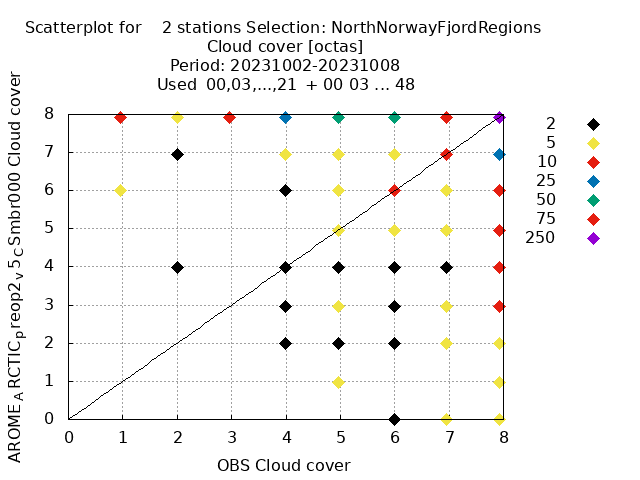 Scatterplot for 2 stations Selection: NorthNorwayFjordRegions
Cloud cover [octas]
Period: 20231002-20231008
Used 00,03,...,21 + 00 03 ... 48
AROME_ARCTIC_preop2_v5_CSmbr000 Cloud cover
8
7
6
5
4
3
2
1
0
0 1 2 3 4 5 6 7 8
OBS Cloud cover
2
5
10
25
50
75
250